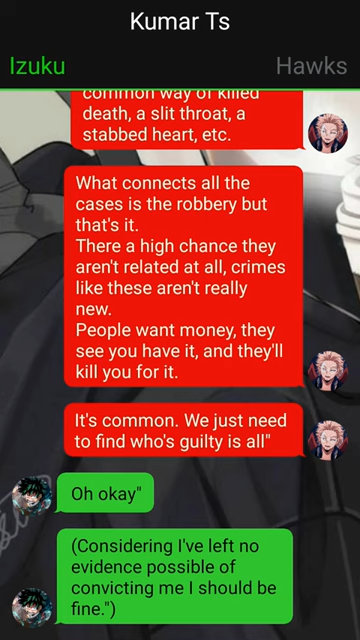 Kumar Ts
Izuku Hawks
common way of killed
death, a slit throat, a
stabbed heart, etc.
What connects all the
cases is the robbery but
that's it.
There a high chance they
aren't related at all, crimes
like these aren't really
new.
People want money, they
see you have it, and they'll
kill you for it.
It's common. We just need
to find who's guilty is all"
Oh okay"
(Considering I've left no
evidence possible of
convicting me I should be
fine.")